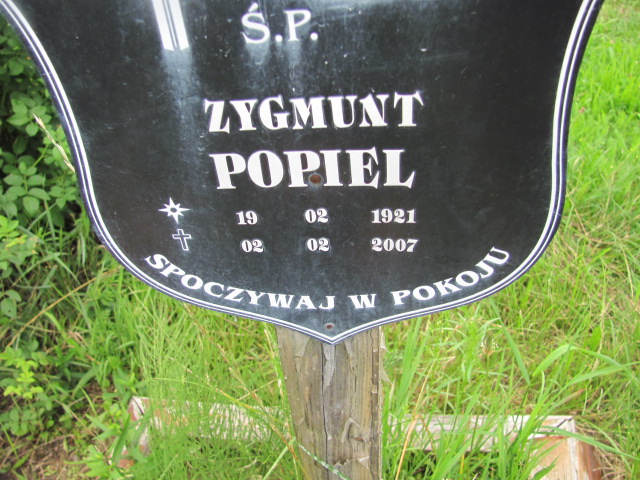 Ś.P.
ZYGMUNT
POPIEL
19 02 1921
02 02 2007
SPOCZYWAJ W POKOJU